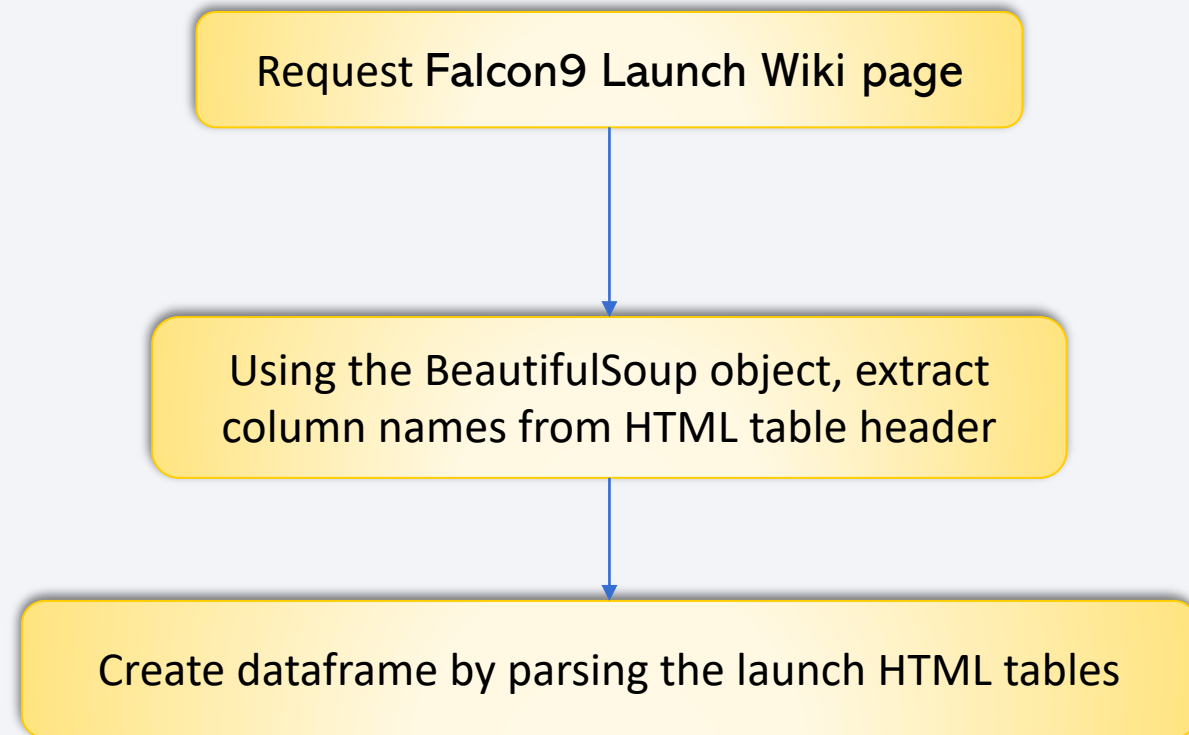 Request Falcon9 Launch Wiki page
Using the BeautifulSoup object, extract
column names from HTML table header
Create dataframe by parsing the launch HTML tables